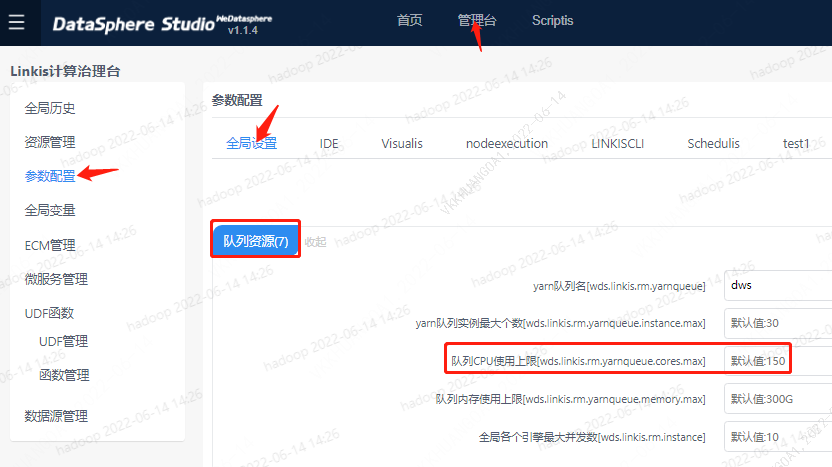 DataSphere Studio WeDatasphere v1.1.4 首页 管理台 Scriptis
Linkis计算治理台
全局历史
资源管理
参数配置
全局变量
ECM管理
微服务管理
UDF函数
UDF管理
函数管理
数据源管理
参数配置
全局设置 IDE Visualis nodeexecution LINKISCLI Schedulis test1
队列资源(7) 收起
yarn队列名[wds.linkis.rm.yarnqueue] dws
yarn队列实例最大个数[wds.linkis.rm.yarnqueue.instance.max] 默认值:30
队列CPU使用上限[wds.linkis.rm.yarnqueue.cores.max] 默认值:150
队列内存使用上限[wds.linkis.rm.yarnqueue.memory.max] 默认值:300G
全局各个引擎最大并发数[wds.linkis.rm.instance] 默认值:10
hadoop 2022-06-14 14:26